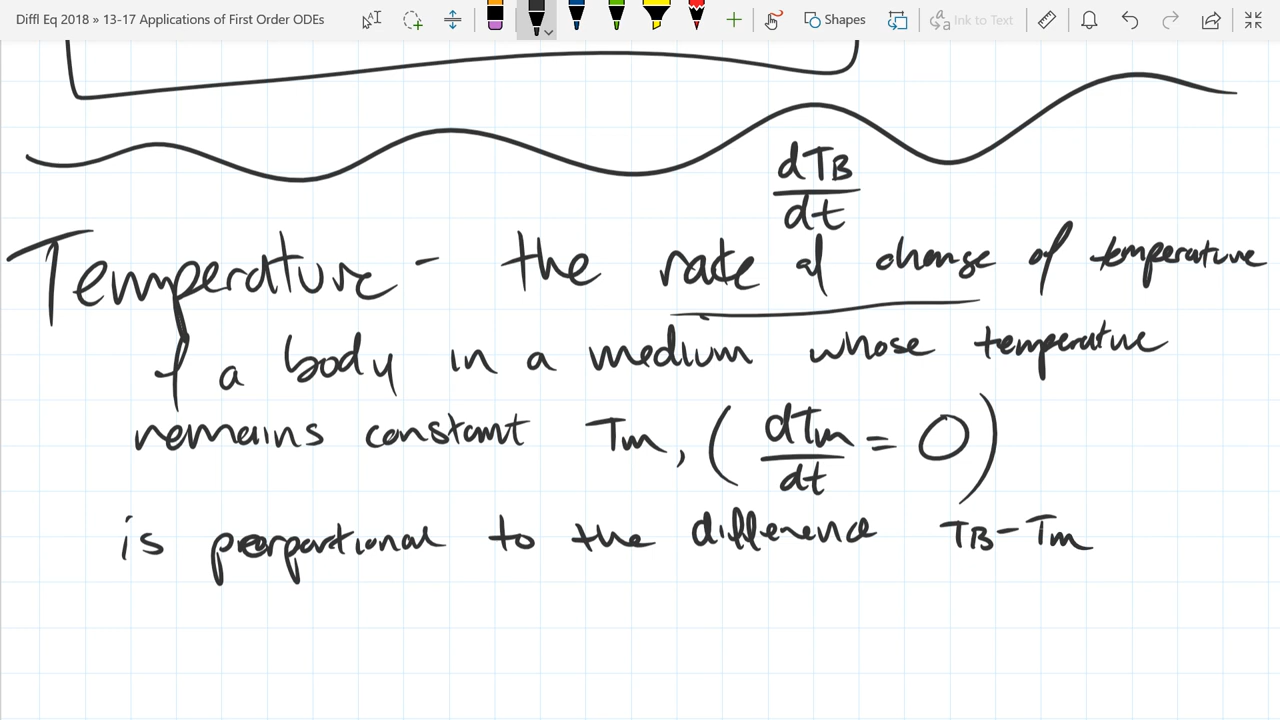 Diffl Eq 2018 » 13-17 Applications of First Order ODEs
Shapes
Ink to Text
dTB
dt
Temperature - the rate of change of temperature
of a body in a medium whose temperature
remains constant Tm, (dTm/dt = 0)
is perorportional to the difference TB - Tm